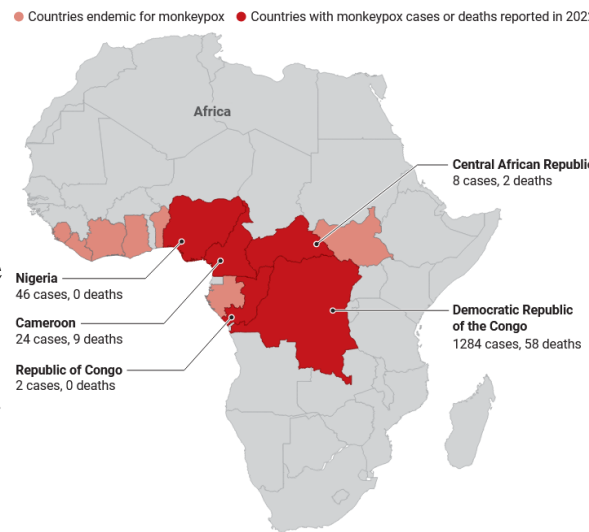 Countries endemic for monkeypox
Countries with monkeypox cases or deaths reported in 202
Africa
Central African Republi
8 cases, 2 deaths
Nigeria
46 cases, 0 deaths
Cameroon
24 cases, 9 deaths
Republic of Congo
2 cases, 0 deaths
Democratic Republic
of the Congo
1284 cases, 58 deaths